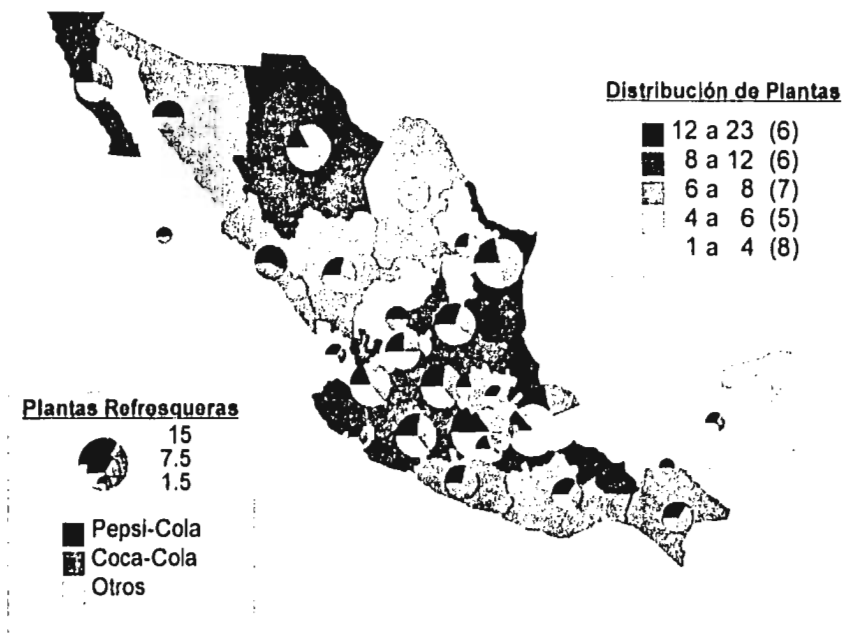 Distribución de Plantas
12 a 23 (6)
8 a 12 (6)
6 a 8 (7)
4 a 6 (5)
1 a 4 (8)
Plantas Refresqueras
15
7.5
1.5
Pepsi-Cola
Coca-Cola
Otros